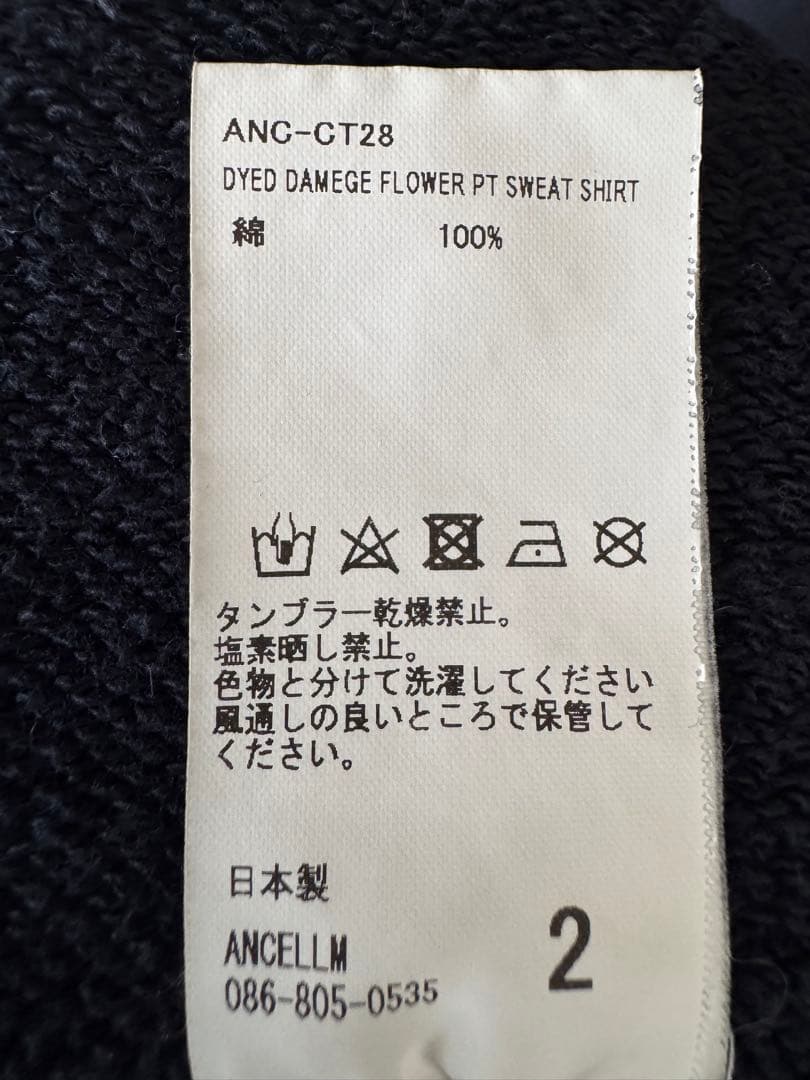 ANC-CT28
DYED DAMEGE FLOWER PT SWEAT SHIRT
綿 100%
タンブラー乾燥禁止。
塩素晒し禁止。
色物と分けて洗濯してください
風通しの良いところで保管して
ください。
日本製
ANCELLM
2
086-805-0535